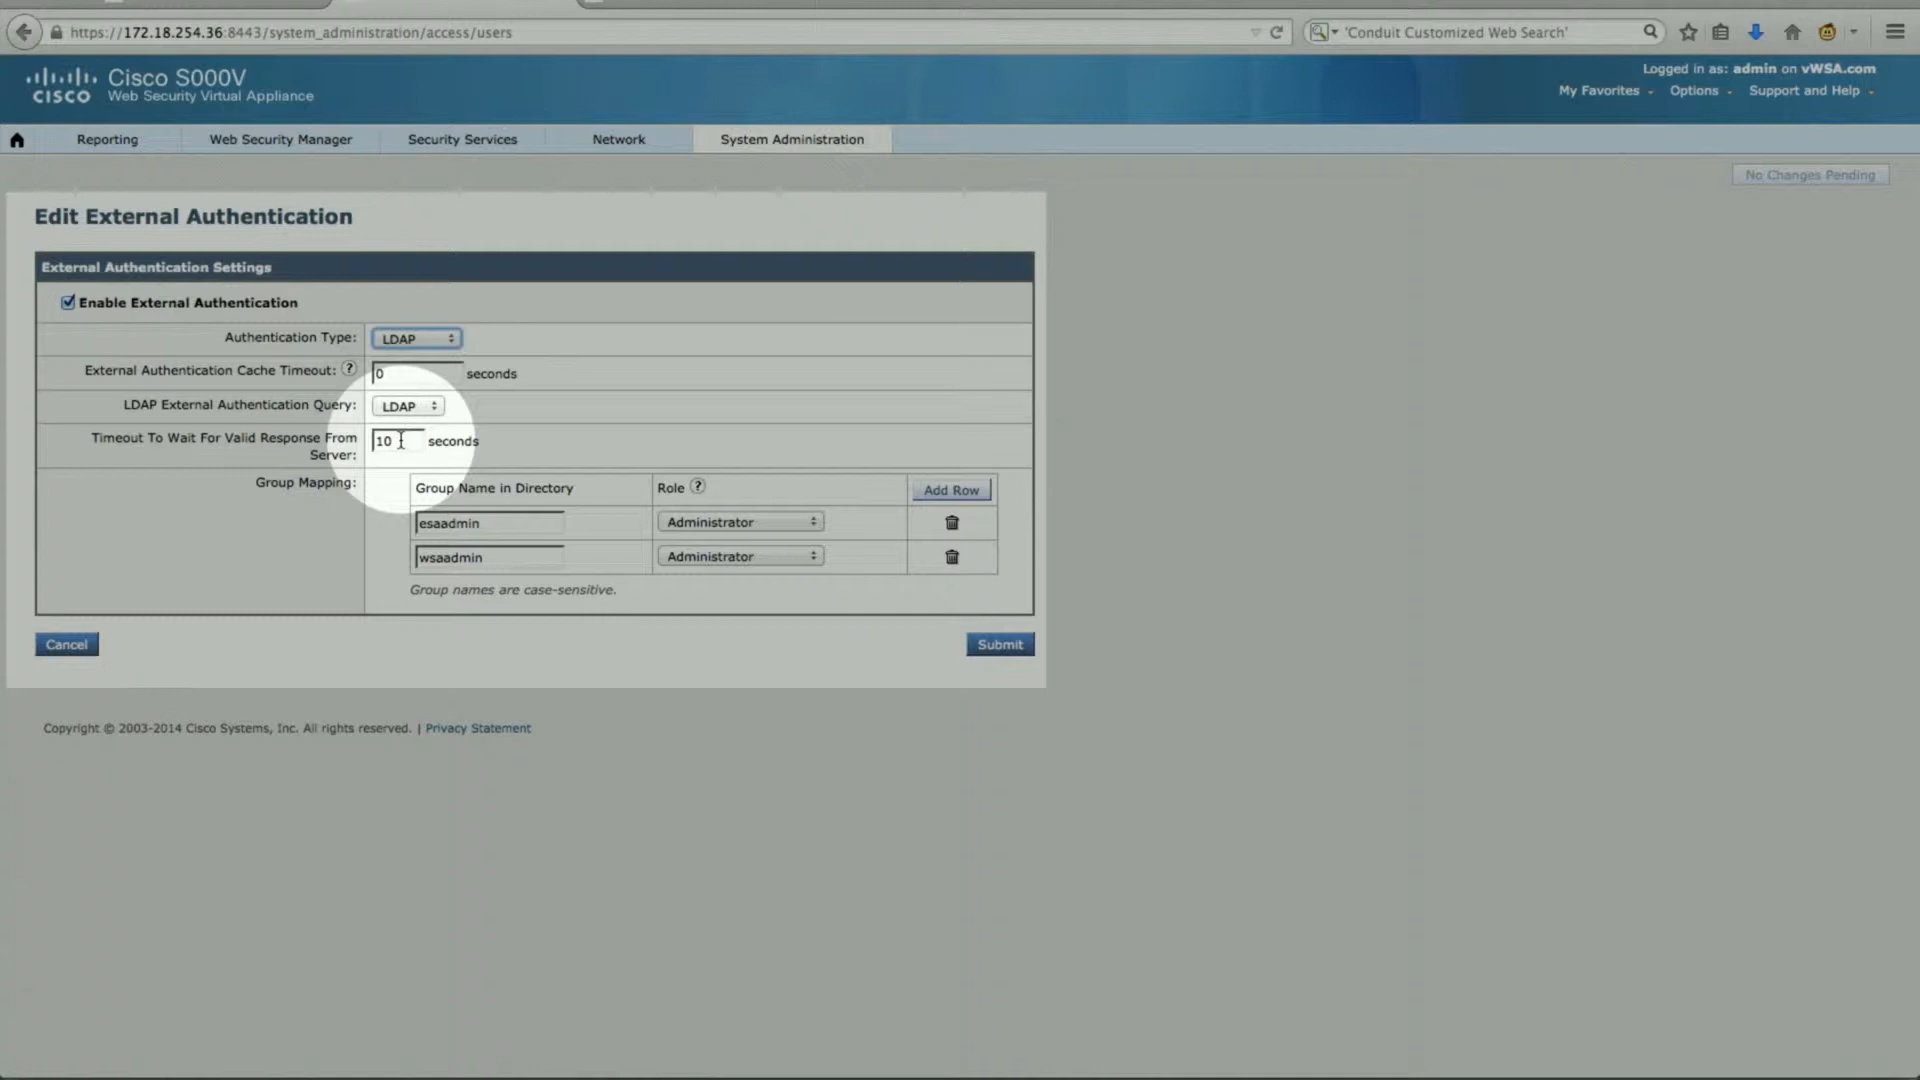 https://172.18.254.36:8443/system_administration/access/users
'Conduit Customized Web Search'
CISCO
Cisco S000V
Web Security Virtual Appliance
Logged in as: admin on vWSA.com
My Favorites Options Support and Help
Reporting Web Security Manager Security Services Network System Administration
No Changes Pending
Edit External Authentication
External Authentication Settings
Enable External Authentication
Authentication Type: LDAP
External Authentication Cache Timeout: ? 0 seconds
LDAP External Authentication Query: LDAP
Timeout To Wait For Valid Response From
Server: 10 seconds
Group Mapping: Group Name in Directory Role ? Add Row
esaadmin Administrator
wsaadmin Administrator
Group names are case-sensitive.
Cancel Submit
Copyright © 2003-2014 Cisco Systems, Inc. All rights reserved. | Privacy Statement